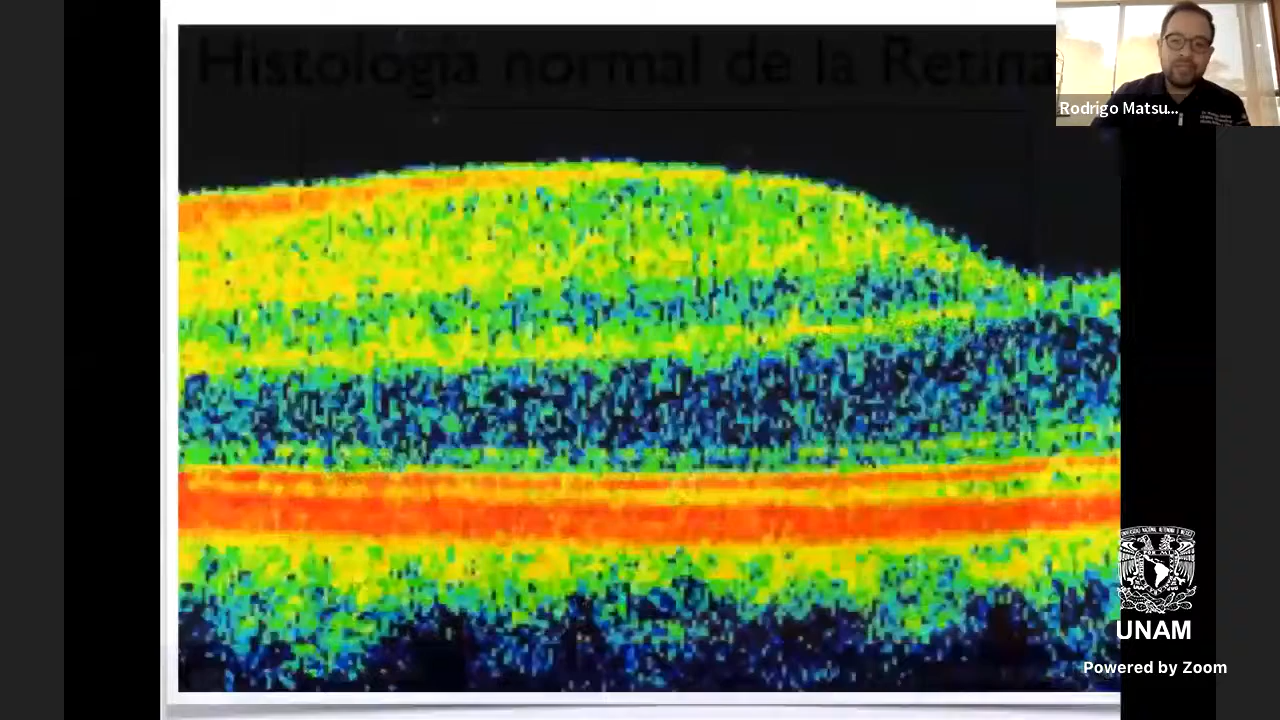 Histología normal de la Retina
Rodrigo Matsu...
UNAM
Powered by Zoom